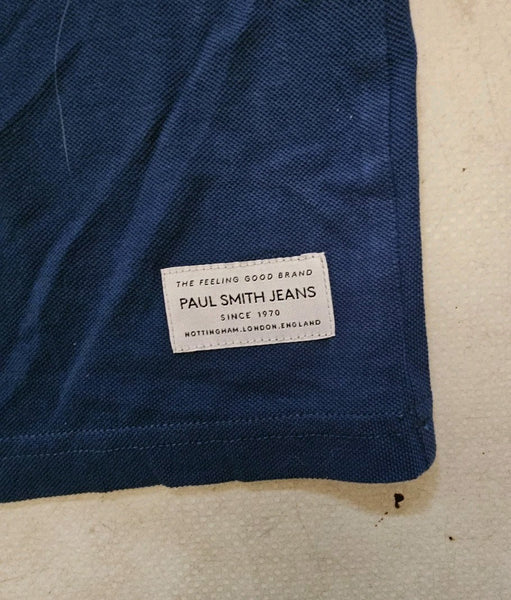 THE FEELING GOOD BRAND
PAUL SMITH JEANS
SINCE 1970
NOTTINGHAM.LONDON.ENGLAND